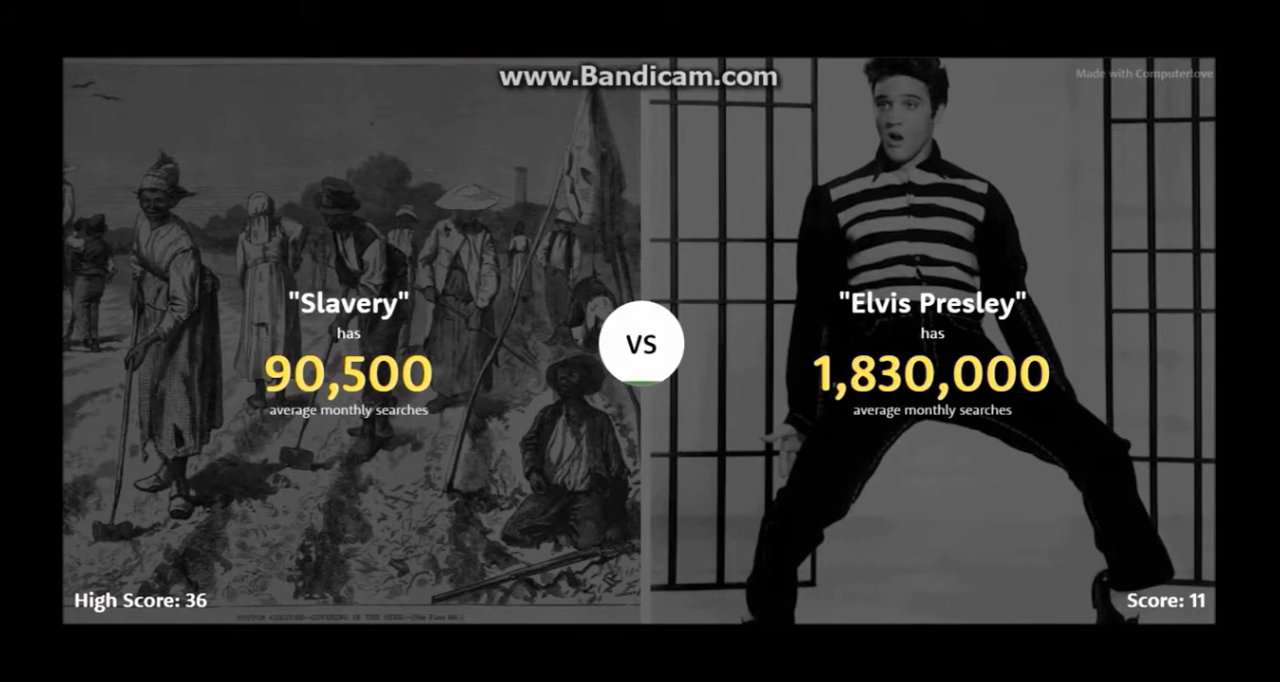 www.Bandicam.com
Made with Computerlove
"Slavery"
has
90,500
average monthly searches
VS
"Elvis Presley"
has
1,830,000
average monthly searches
High Score: 36
Score: 11